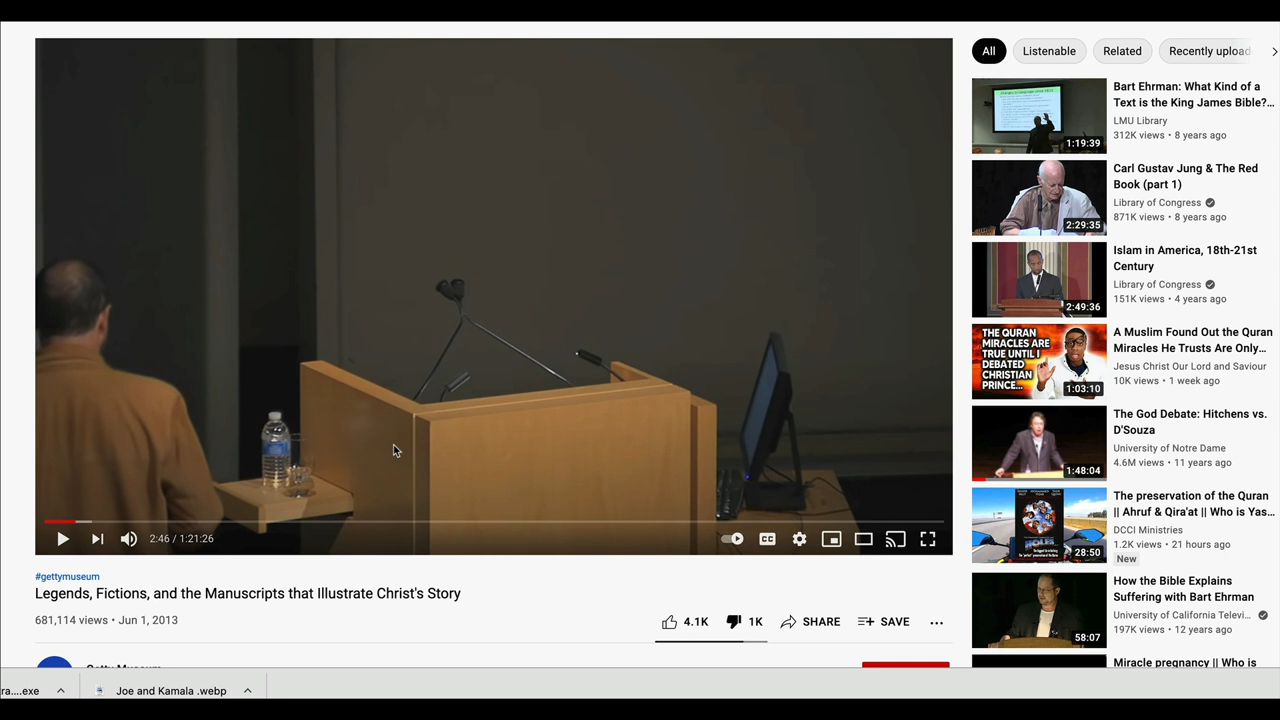 All
Listenable
Related
Recently upload
Bart Ehrman: What Kind of a
Text is the King James Bible?...
LMU Library
312K views • 8 years ago
1:19:39
Carl Gustav Jung & The Red
Book (part 1)
Library of Congress
871K views • 8 years ago
2:29:35
Islam in America, 18th-21st
Century
Library of Congress
151K views • 4 years ago
2:49:36
THE QURAN
MIRACLES ARE
TRUE UNTIL I
DEBATED
CHRISTIAN
PRINCE...
1:03:10
A Muslim Found Out the Quran
Miracles He Trusts Are Only...
Jesus Christ Our Lord and Saviour
10K views • 1 week ago
The God Debate: Hitchens vs.
D'Souza
University of Notre Dame
4.6M views • 11 years ago
1:48:04
The preservation of the Quran
|| Ahruf & Qira'at || Who is Yas...
DCCI Ministries
1.2K views • 21 hours ago
New
HOLES
28:50
How the Bible Explains
Suffering with Bart Ehrman
University of California Televi...
197K views • 12 years ago
58:07
Miracle pregnancy || Who is
2:46 / 1:21:26
CC
#gettymuseum
Legends, Fictions, and the Manuscripts that Illustrate Christ's Story
681,114 views • Jun 1, 2013
4.1K
1K
SHARE
SAVE
Getty Museum
ra....exe
Joe and Kamala .webp